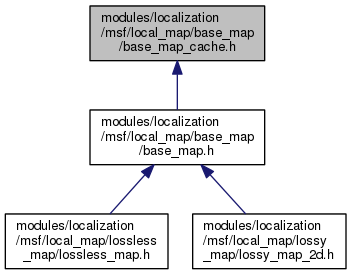 modules/localization
/msf/local_map/base_map
/base_map_cache.h
modules/localization
/msf/local_map/base_map
/base_map.h
modules/localization
/msf/local_map/lossless
_map/lossless_map.h
modules/localization
/msf/local_map/lossy
_map/lossy_map_2d.h